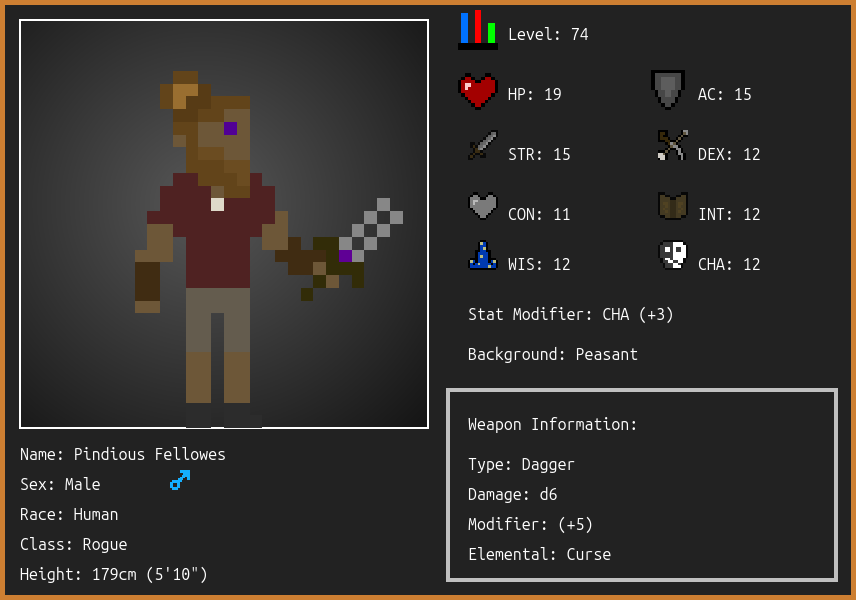 Level: 74
HP: 19
AC: 15
STR: 15
DEX: 12
CON: 11
INT: 12
WIS: 12
CHA: 12
Stat Modifier: CHA (+3)
Background: Peasant
Weapon Information:
Type: Dagger
Damage: d6
Modifier: (+5)
Elemental: Curse
Name: Pindious Fellowes
Sex: Male
Race: Human
Class: Rogue
Height: 179cm (5'10")